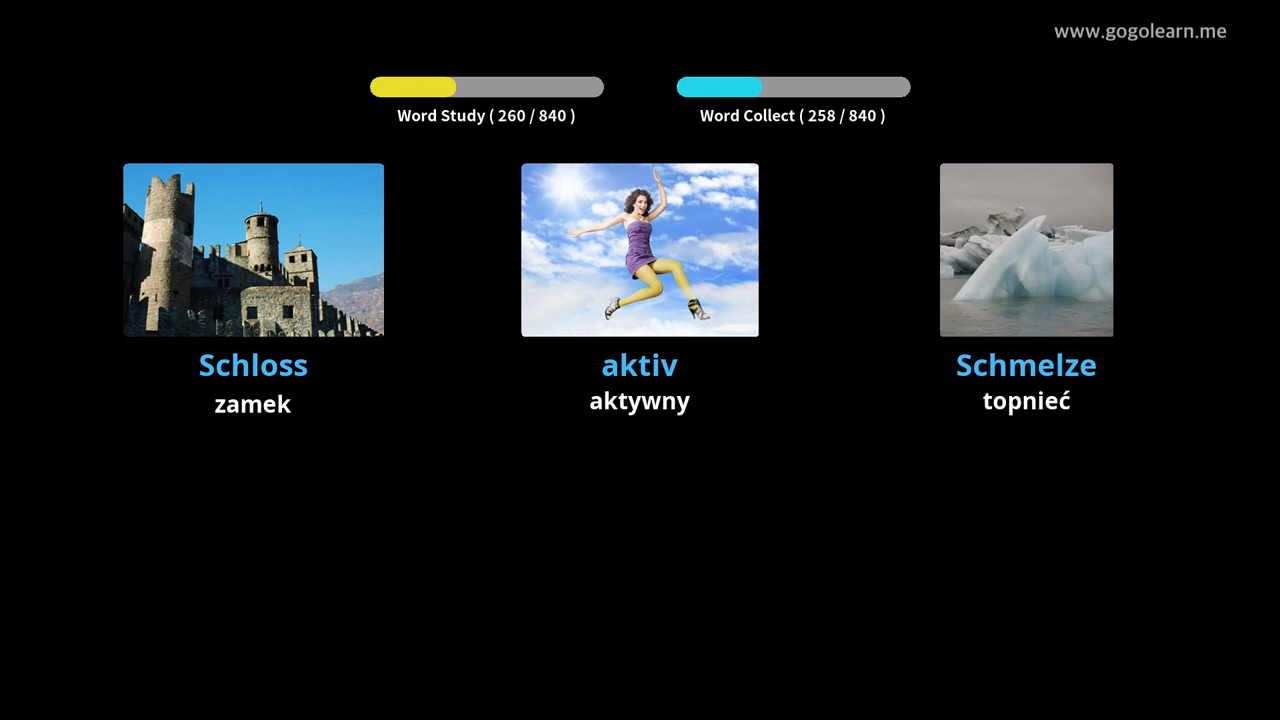 www.gogolearn.me
Word Study ( 260 / 840 )
Word Collect ( 258 / 840 )
Schloss
zamek
aktiv
aktywny
Schmelze
topnieć